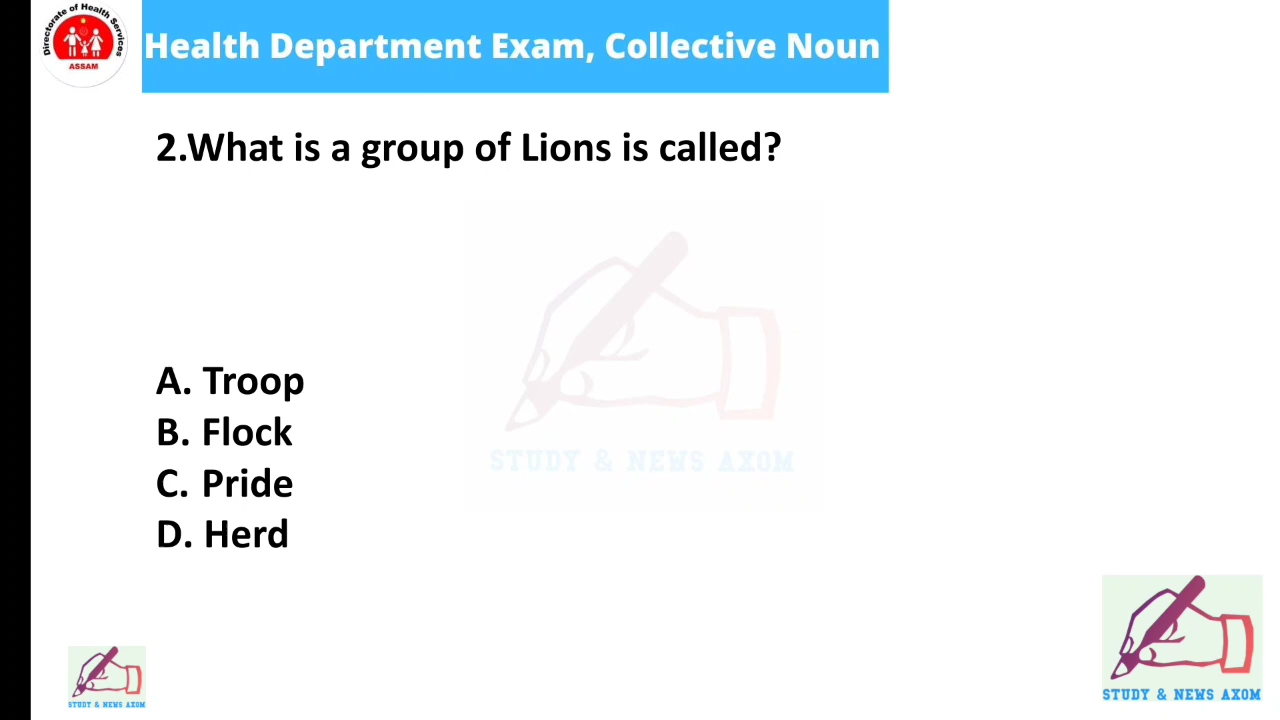 Directorate of Health Services
ASSAM
Health Department Exam, Collective Noun
2.What is a group of Lions is called?
A. Troop
B. Flock
C. Pride
D. Herd
STUDY & NEWS AXOM
STUDY & NEWS AXOM
STUDY & NEWS AXOM